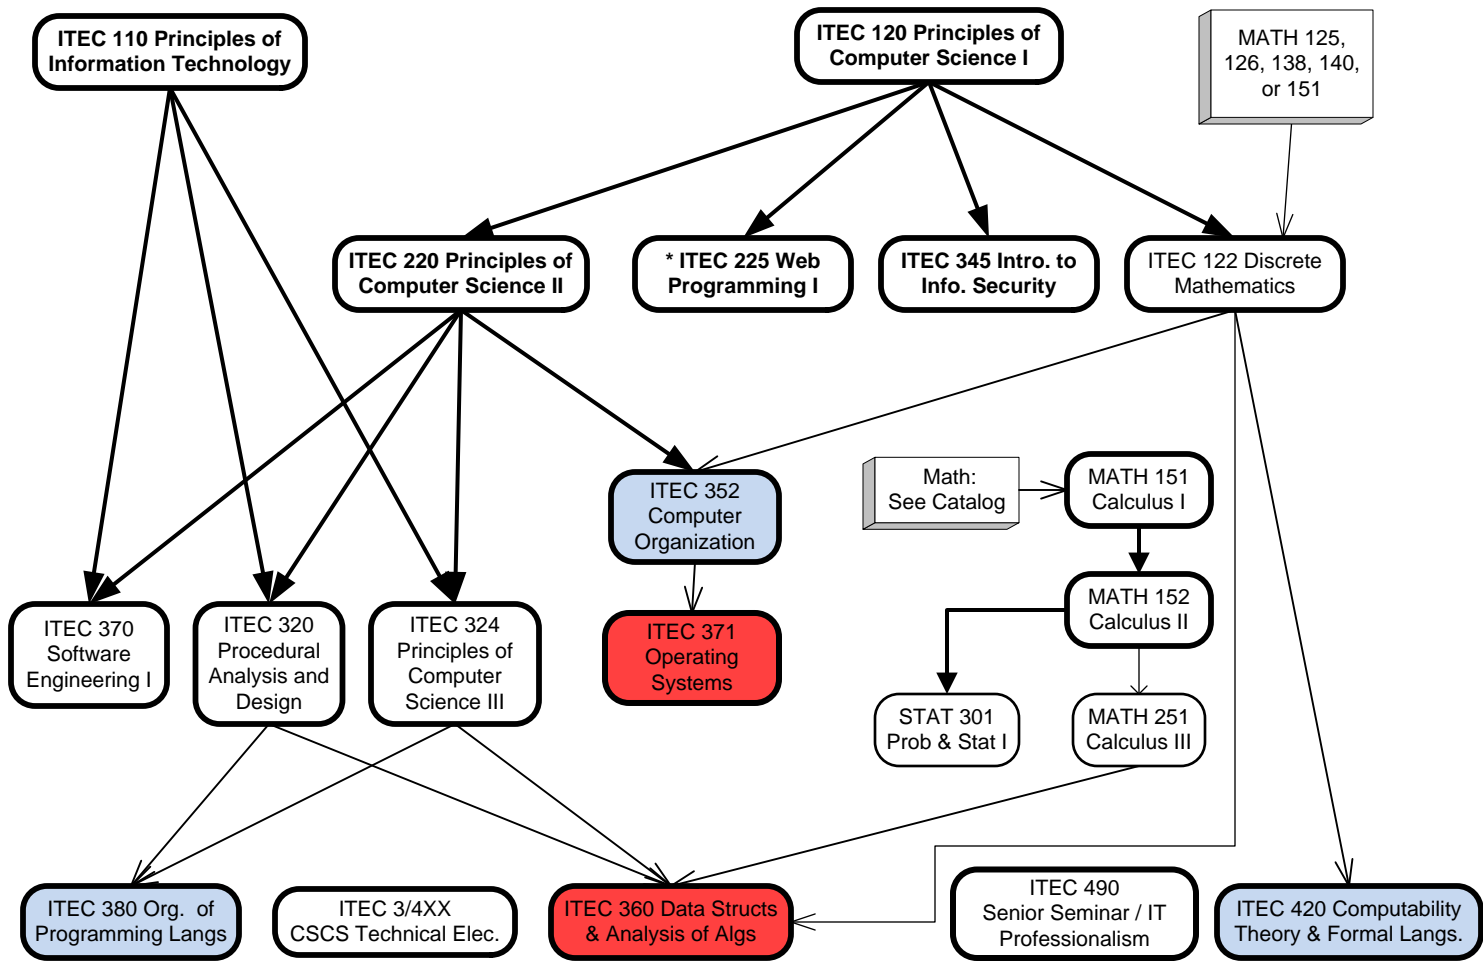 ITEC 110 Principles of
Information Technology
ITEC 120 Principles of
Computer Science I
MATH 125,
126, 138, 140,
or 151
ITEC 220 Principles of
Computer Science II
* ITEC 225 Web
Programming I
ITEC 345 Intro. to
Info. Security
ITEC 122 Discrete
Mathematics
ITEC 352
Computer
Organization
Math:
See Catalog
MATH 151
Calculus I
MATH 152
Calculus II
ITEC 370
Software
Engineering I
ITEC 320
Procedural
Analysis and
Design
ITEC 324
Principles of
Computer
Science III
ITEC 371
Operating
Systems
STAT 301
Prob & Stat I
MATH 251
Calculus III
ITEC 380 Org. of
Programming Langs
ITEC 3/4XX
CSCS Technical Elec.
ITEC 360 Data Structs
& Analysis of Algs
ITEC 490
Senior Seminar / IT
Professionalism
ITEC 420 Computability
Theory & Formal Langs.